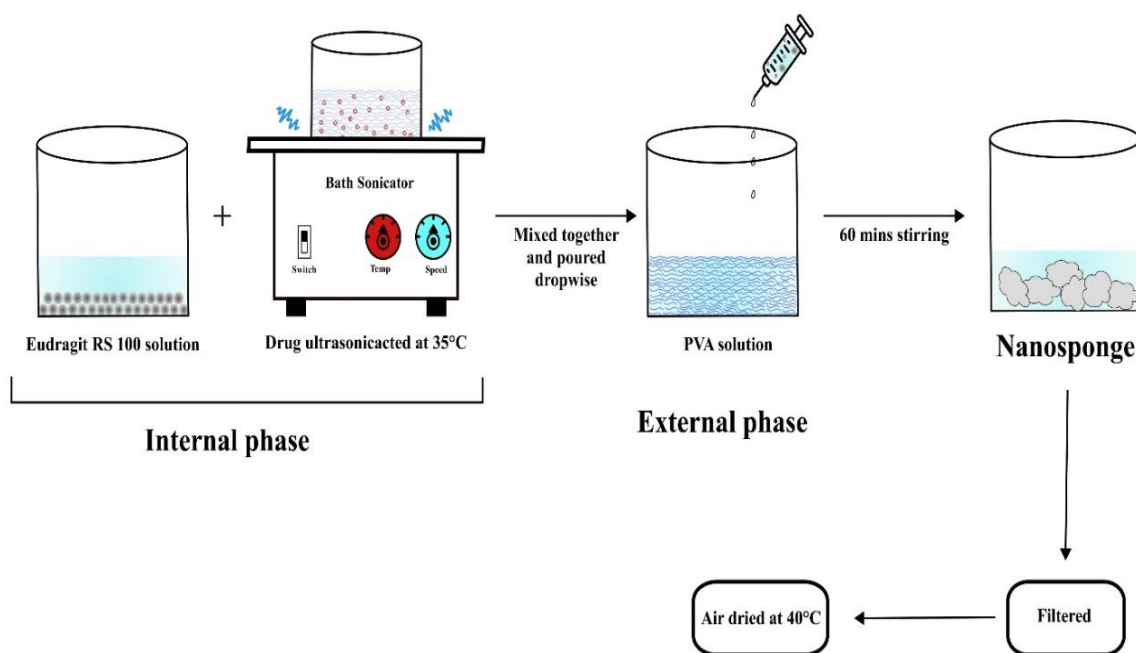 Bath Sonicator
Switch
Temp
Speed
+
Eudragit RS 100 solution
Drug ultrasonicacted at 35°C
Internal phase
Mixed together
and poured
dropwise
PVA solution
External phase
60 mins stirring
Nanosponge
Filtered
Air dried at 40°C